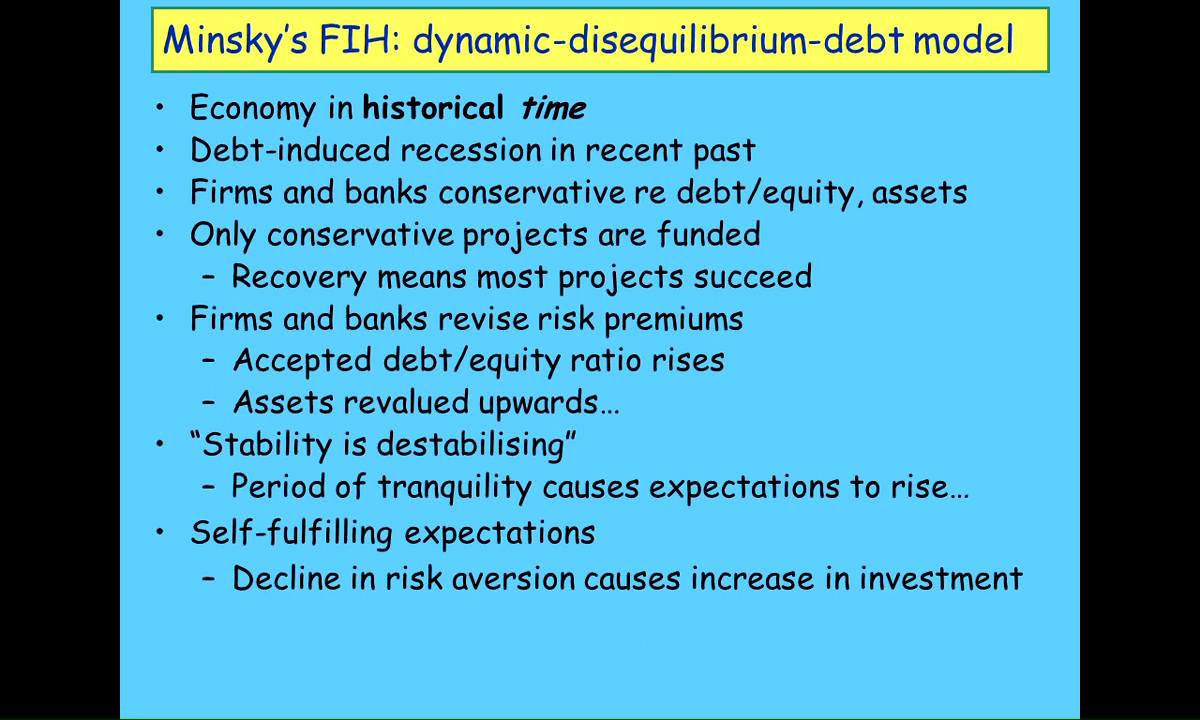 Minsky's FIH: dynamic-disequilibrium-debt model
• Economy in historical time
• Debt-induced recession in recent past
• Firms and banks conservative re debt/equity, assets
• Only conservative projects are funded
– Recovery means most projects succeed
• Firms and banks revise risk premiums
– Accepted debt/equity ratio rises
– Assets revalued upwards…
• “Stability is destabilising”
– Period of tranquility causes expectations to rise…
• Self-fulfilling expectations
– Decline in risk aversion causes increase in investment